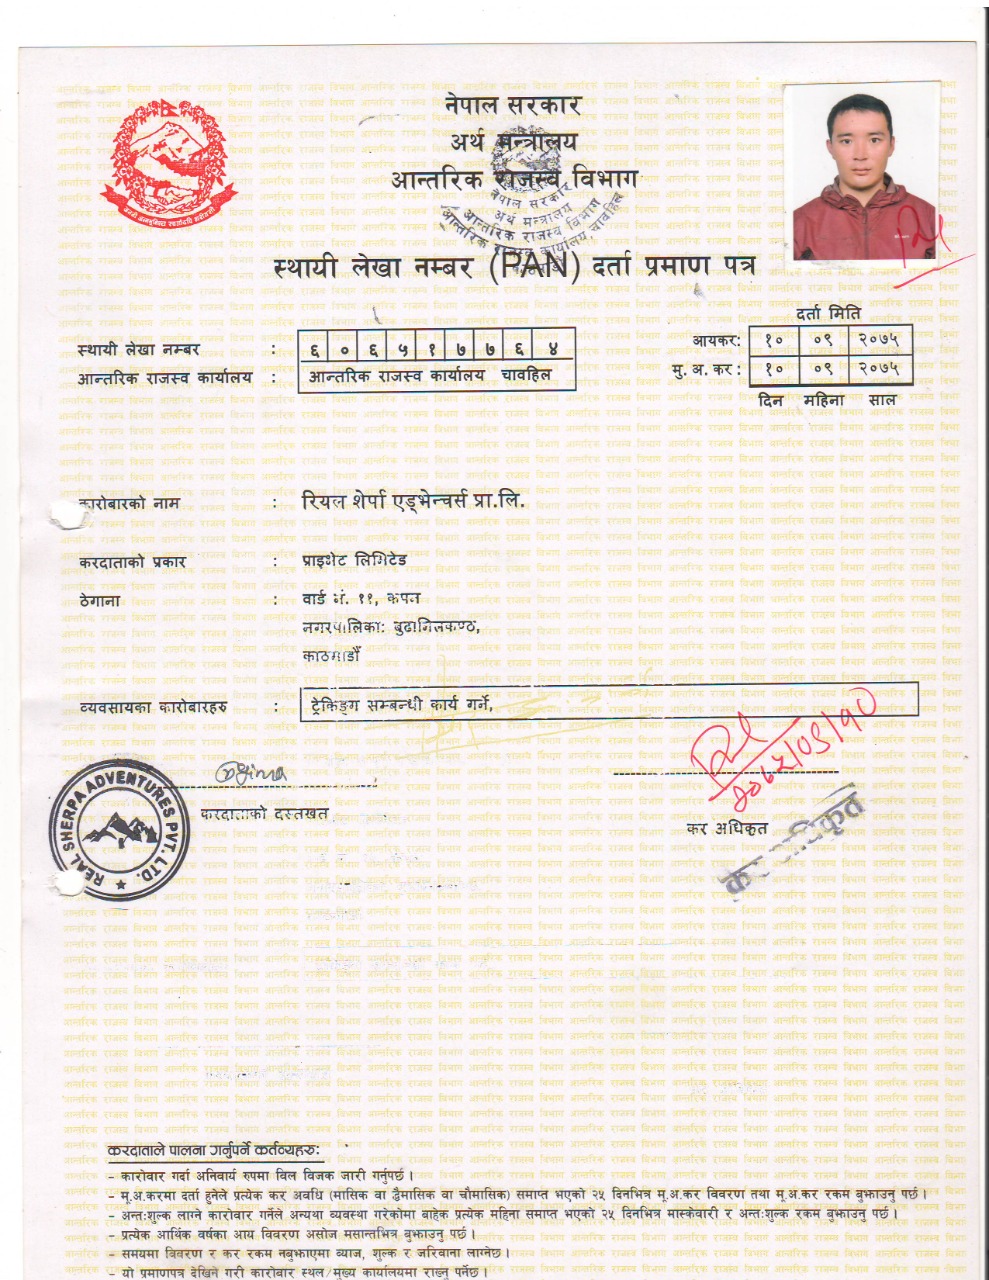 नेपाल सरकार
अर्थ मन्त्रालय
आन्तरिक राजस्व विभाग
नेपाल सरकार
अर्थ मन्त्रालय
आन्तरिक राजस्व विभाग
आन्तरिक राजस्व कार्यालय, चावहिल
स्थायी लेखा नम्बर (PAN) दर्ता प्रमाण पत्र
दर्ता मिति
स्थायी लेखा नम्बर : ६ ० ६ ५ १ ७ ७ ६ ४
आयकर: १० ०९ २०७५
आन्तरिक राजस्व कार्यालय : आन्तरिक राजस्व कार्यालय चावहिल
मु. अ. कर : १० ०९ २०७५
दिन महिना साल
कारोबारको नाम : रियल शेर्पा एड्भेन्चर्स प्रा.लि.
करदाताको प्रकार : प्राइभेट लिमिटेड
ठेगाना : वार्ड नं. ११, कपन
नगरपालिका: बुढानिलकण्ठ,
काठमाडौँ
व्यवसायका कारोबारहरु : ट्रेकिङ्ग सम्बन्धी कार्य गर्ने,
REAL SHERPA ADVENTURES PVT. LTD.
करदाताको दस्तखत
२०७५/०९/१०
कर अधिकृत
कर अधिकृत
करदाताले पालना गर्नुपर्ने कर्तव्यहरु:
- कारोवार गर्दा अनिवार्य रुपमा विल विजक जारी गर्नुपर्छ ।
- मू.अ.करमा दर्ता हुनेले प्रत्येक कर अवधि (मासिक वा द्वैमासिक वा चौमासिक) समाप्त भएको २५ दिनभित्र मू.अ.कर विवरण तथा मू.अ.कर रकम बुझाउनु पर्छ ।
- अन्तःशुल्क लाग्ने कारोवार गर्नेले अन्यथा व्यवस्था गरेकोमा वाहेक प्रत्येक महिना समाप्त भएको २५ दिनभित्र मास्केवारी र अन्तःशुल्क रकम बुझाउनु पर्छ ।
- प्रत्येक आर्थिक वर्षका आय विवरण असोज मसान्तभित्र बुझाउनु पर्छ ।
- समयमा विवरण र कर रकम नबुझाएमा व्याज, शुल्क र जरिवाना लाग्नेछ ।
- यो प्रमाणपत्र देखिने गरी कारोबार स्थल/मुख्य कार्यालयमा राख्नु पर्नेछ ।